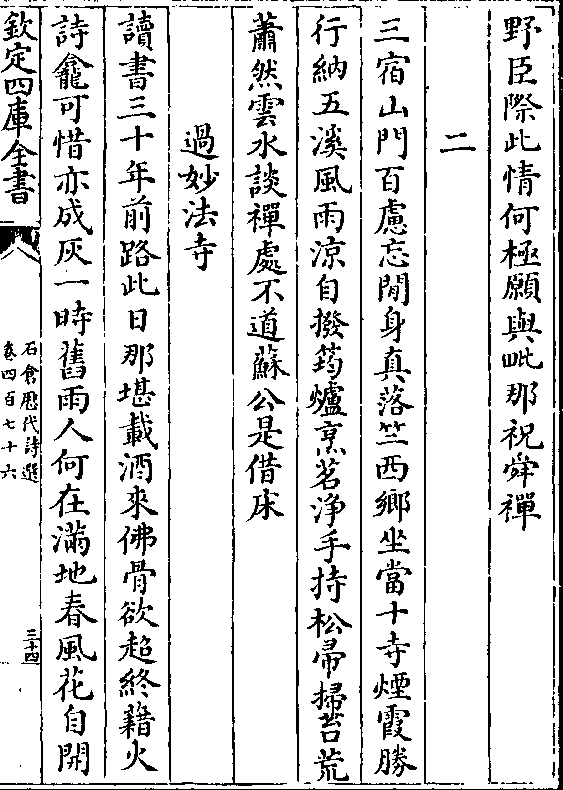 野臣際此情何極願與毗那祝舜禪
二
三宿山門百慮忘閒身真落竺西鄉坐當十寺煙霞勝
行納五溪風雨涼自撥筠爐烹茗淨手持松帚掃苔荒
蕭然雲水談禪處不道蘇公是借床
過妙法寺
讀書三十年前路此日那堪載酒來佛骨欲超終藉火
詩龕可惜亦成灰一時舊雨人何在滿地春風花自開
欽定四庫全書
石倉歴代詩選
卷四百七十六
三十四